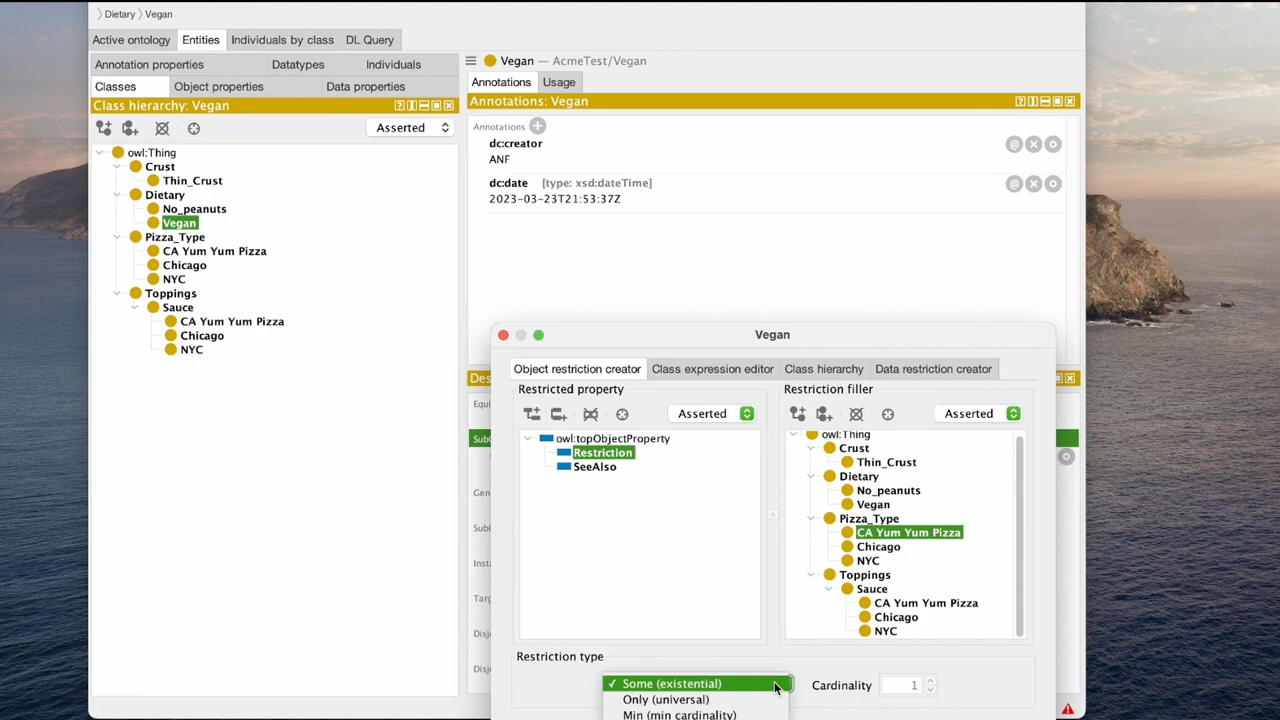 Dietary Vegan
Active ontology Entities Individuals by class DL Query
Annotation properties Datatypes Individuals
Classes Object properties Data properties
Class hierarchy: Vegan
Asserted
owl:Thing
Crust
Thin_Crust
Dietary
No_peanuts
Vegan
Pizza_Type
CA Yum Yum Pizza
Chicago
NYC
Toppings
Sauce
CA Yum Yum Pizza
Chicago
NYC
Vegan — AcmeTest/Vegan
Annotations Usage
Annotations: Vegan
Annotations
dc:creator
ANF
dc:date [type: xsd:dateTime]
2023-03-23T21:53:37Z
Vegan
Object restriction creator Class expression editor Class hierarchy Data restriction creator
Restricted property
Asserted
owl:topObjectProperty
Restriction
SeeAlso
Restriction filler
Asserted
owl:Thing
Crust
Thin_Crust
Dietary
No_peanuts
Vegan
Pizza_Type
CA Yum Yum Pizza
Chicago
NYC
Toppings
Sauce
CA Yum Yum Pizza
Chicago
NYC
Restriction type
✓ Some (existential)
Only (universal)
Min (min cardinality)
Cardinality 1